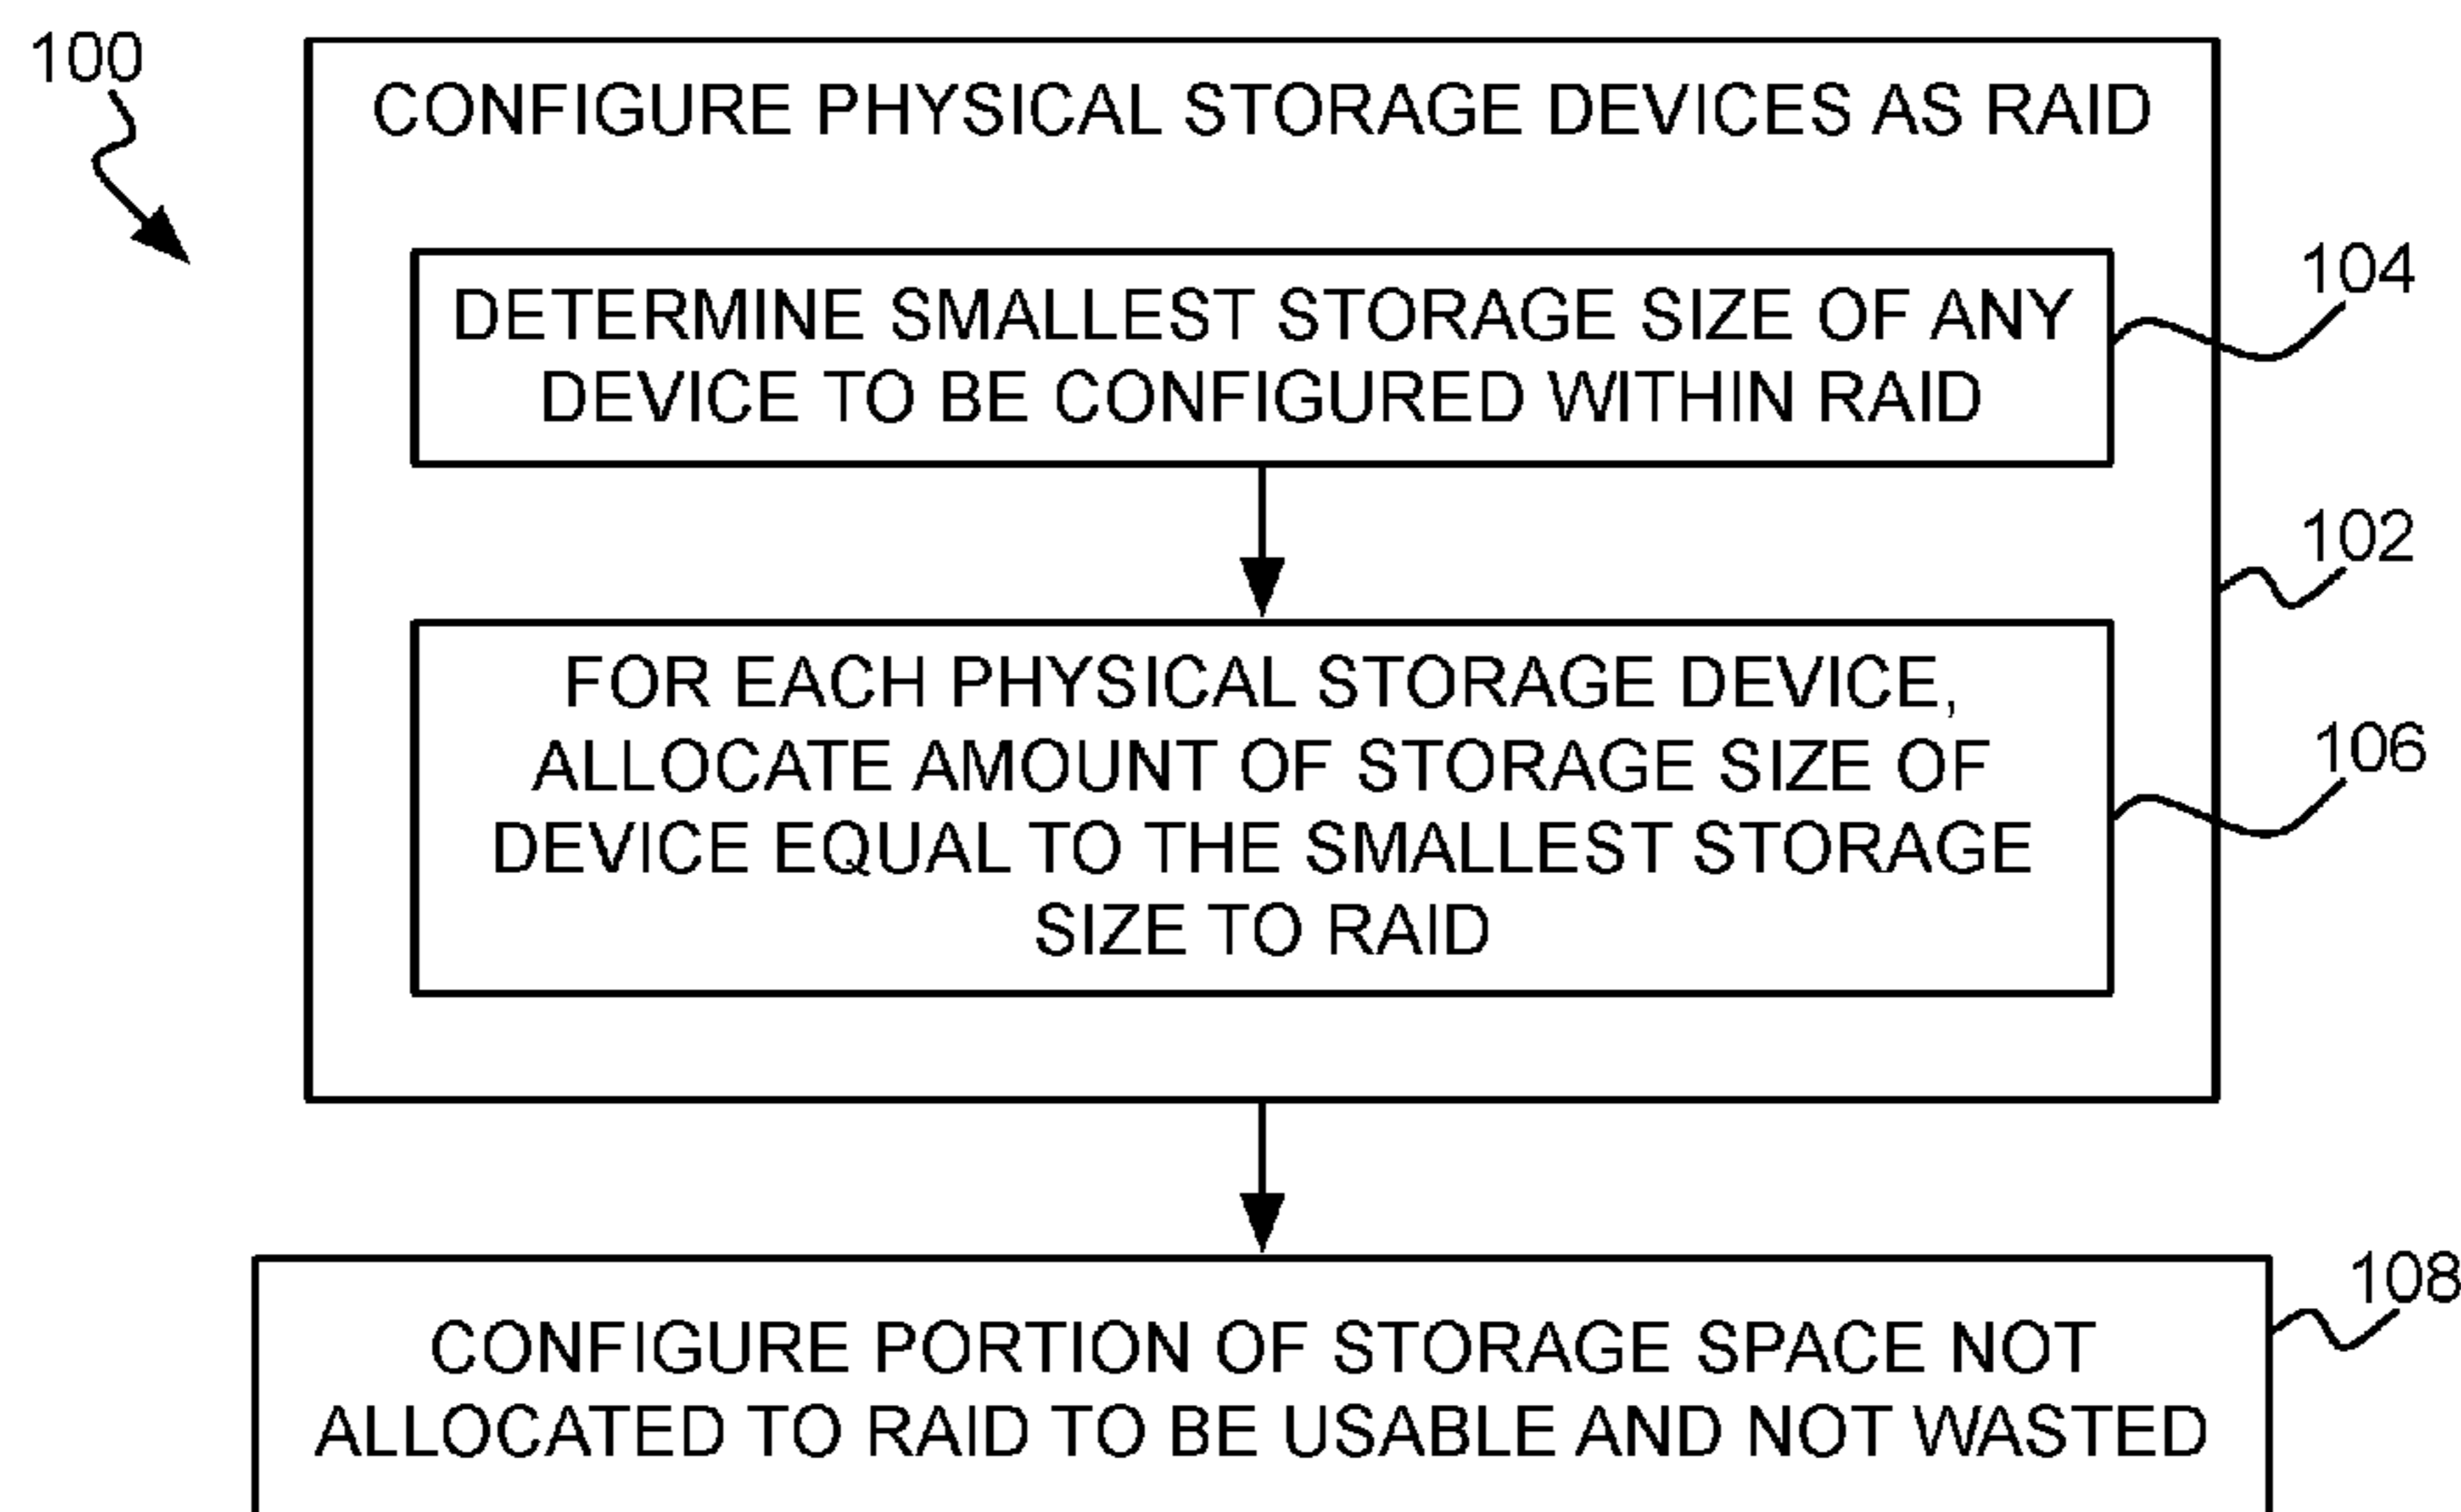 100
CONFIGURE PHYSICAL STORAGE DEVICES AS RAID
DETERMINE SMALLEST STORAGE SIZE OF ANY
DEVICE TO BE CONFIGURED WITHIN RAID
104
102
FOR EACH PHYSICAL STORAGE DEVICE,
ALLOCATE AMOUNT OF STORAGE SIZE OF
DEVICE EQUAL TO THE SMALLEST STORAGE
SIZE TO RAID
106
108
CONFIGURE PORTION OF STORAGE SPACE NOT
ALLOCATED TO RAID TO BE USABLE AND NOT WASTED